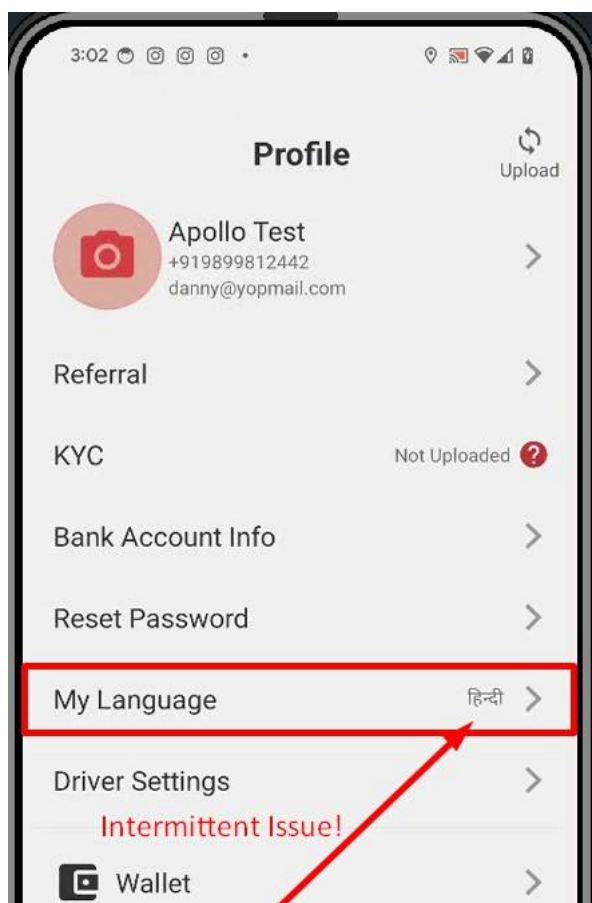 3:02
Profile
Upload
Apollo Test
+919899812442
danny@yopmail.com
Referral
KYC Not Uploaded ?
Bank Account Info
Reset Password
My Language हिन्दी
Driver Settings
Intermittent Issue!
Wallet